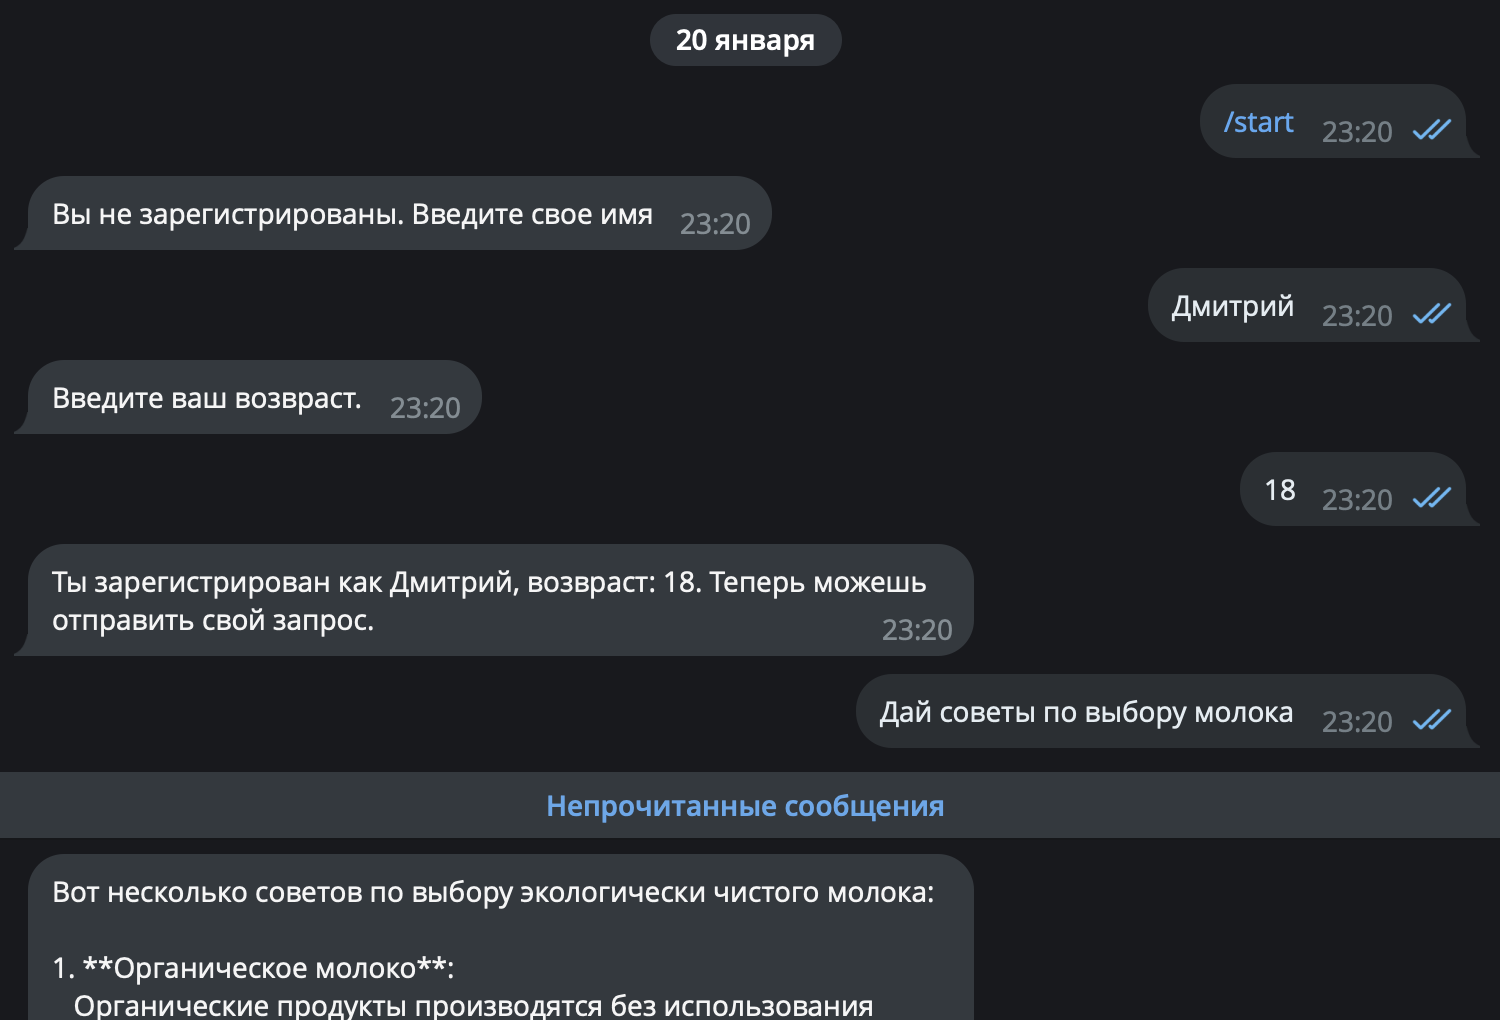 20 января
/start 23:20
Вы не зарегистрированы. Введите свое имя 23:20
Дмитрий 23:20
Введите ваш возвраст. 23:20
18 23:20
Ты зарегистрирован как Дмитрий, возвраст: 18. Теперь можешь
отправить свой запрос. 23:20
Дай советы по выбору молока 23:20
Непрочитанные сообщения
Вот несколько советов по выбору экологически чистого молока:
1. **Органическое молоко**:
Органические продукты производятся без использования